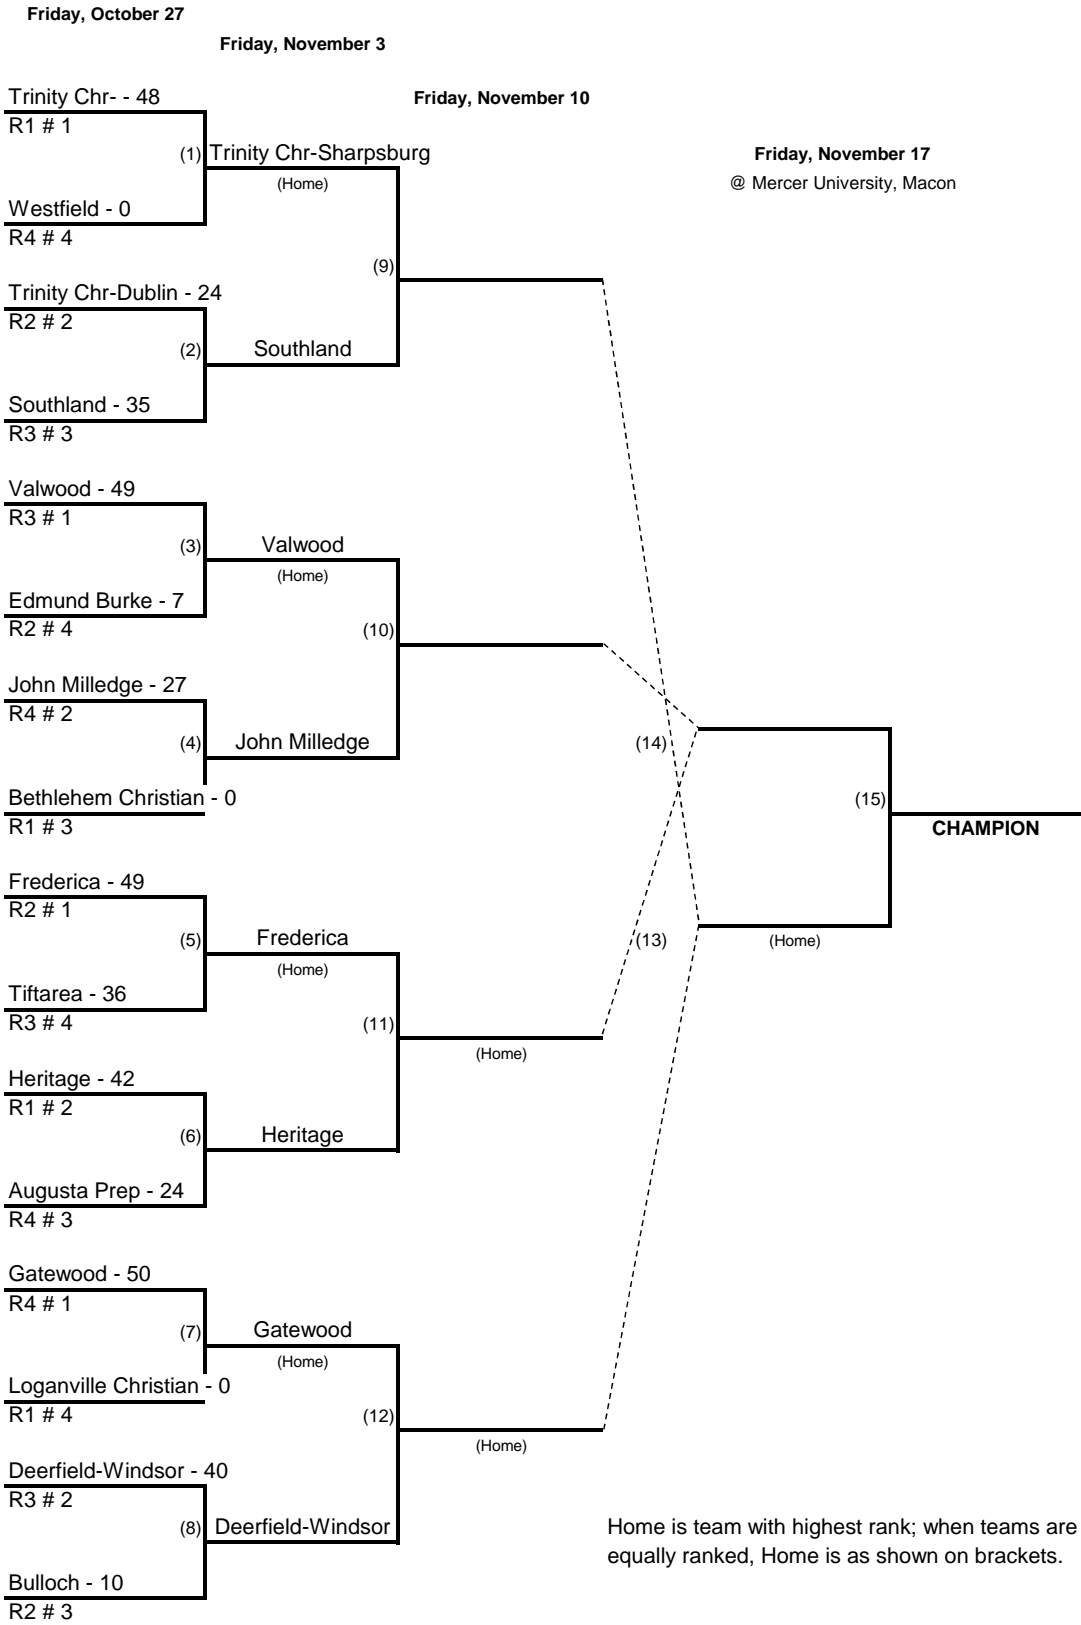 Friday, October 27
Friday, November 3
Friday, November 10
Friday, November 17
@ Mercer University, Macon
Trinity Chr- - 48
R1 # 1
(1) Trinity Chr-Sharpsburg
(Home)
Westfield - 0
R4 # 4
(9)
Trinity Chr-Dublin - 24
R2 # 2
(2) Southland
Southland - 35
R3 # 3
Valwood - 49
R3 # 1
(3) Valwood
(Home)
Edmund Burke - 7
R2 # 4
(10)
John Milledge - 27
R4 # 2
(4) John Milledge
(14)
Bethlehem Christian - 0
R1 # 3
(15)
CHAMPION
Frederica - 49
R2 # 1
(5) Frederica
(Home)
(13)
(Home)
Tiftarea - 36
R3 # 4
(11)
(Home)
Heritage - 42
R1 # 2
(6) Heritage
Augusta Prep - 24
R4 # 3
Gatewood - 50
R4 # 1
(7) Gatewood
(Home)
Loganville Christian - 0
R1 # 4
(12)
(Home)
Deerfield-Windsor - 40
R3 # 2
(8) Deerfield-Windsor
Bulloch - 10
R2 # 3
Home is team with highest rank; when teams are
equally ranked, Home is as shown on brackets.